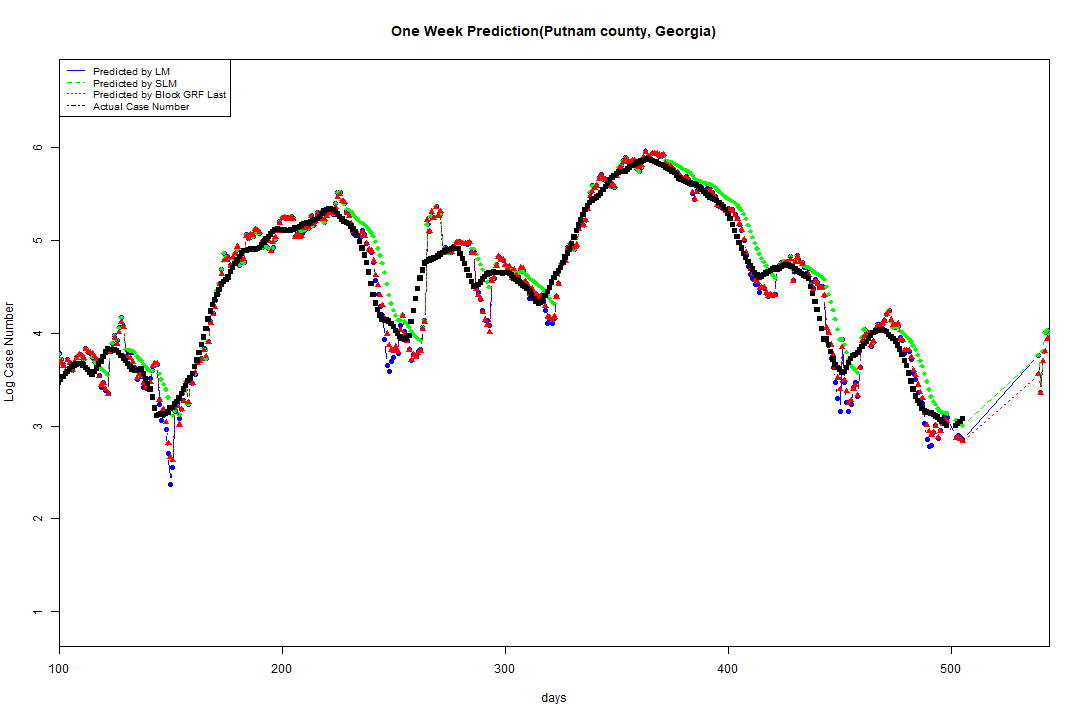 One Week Prediction(Putnam county, Georgia)
Predicted by LM
Predicted by SLM
Predicted by Block GRF Last
Actual Case Number
6
5
4
3
2
1
Log Case Number
100 200 300 400 500
days